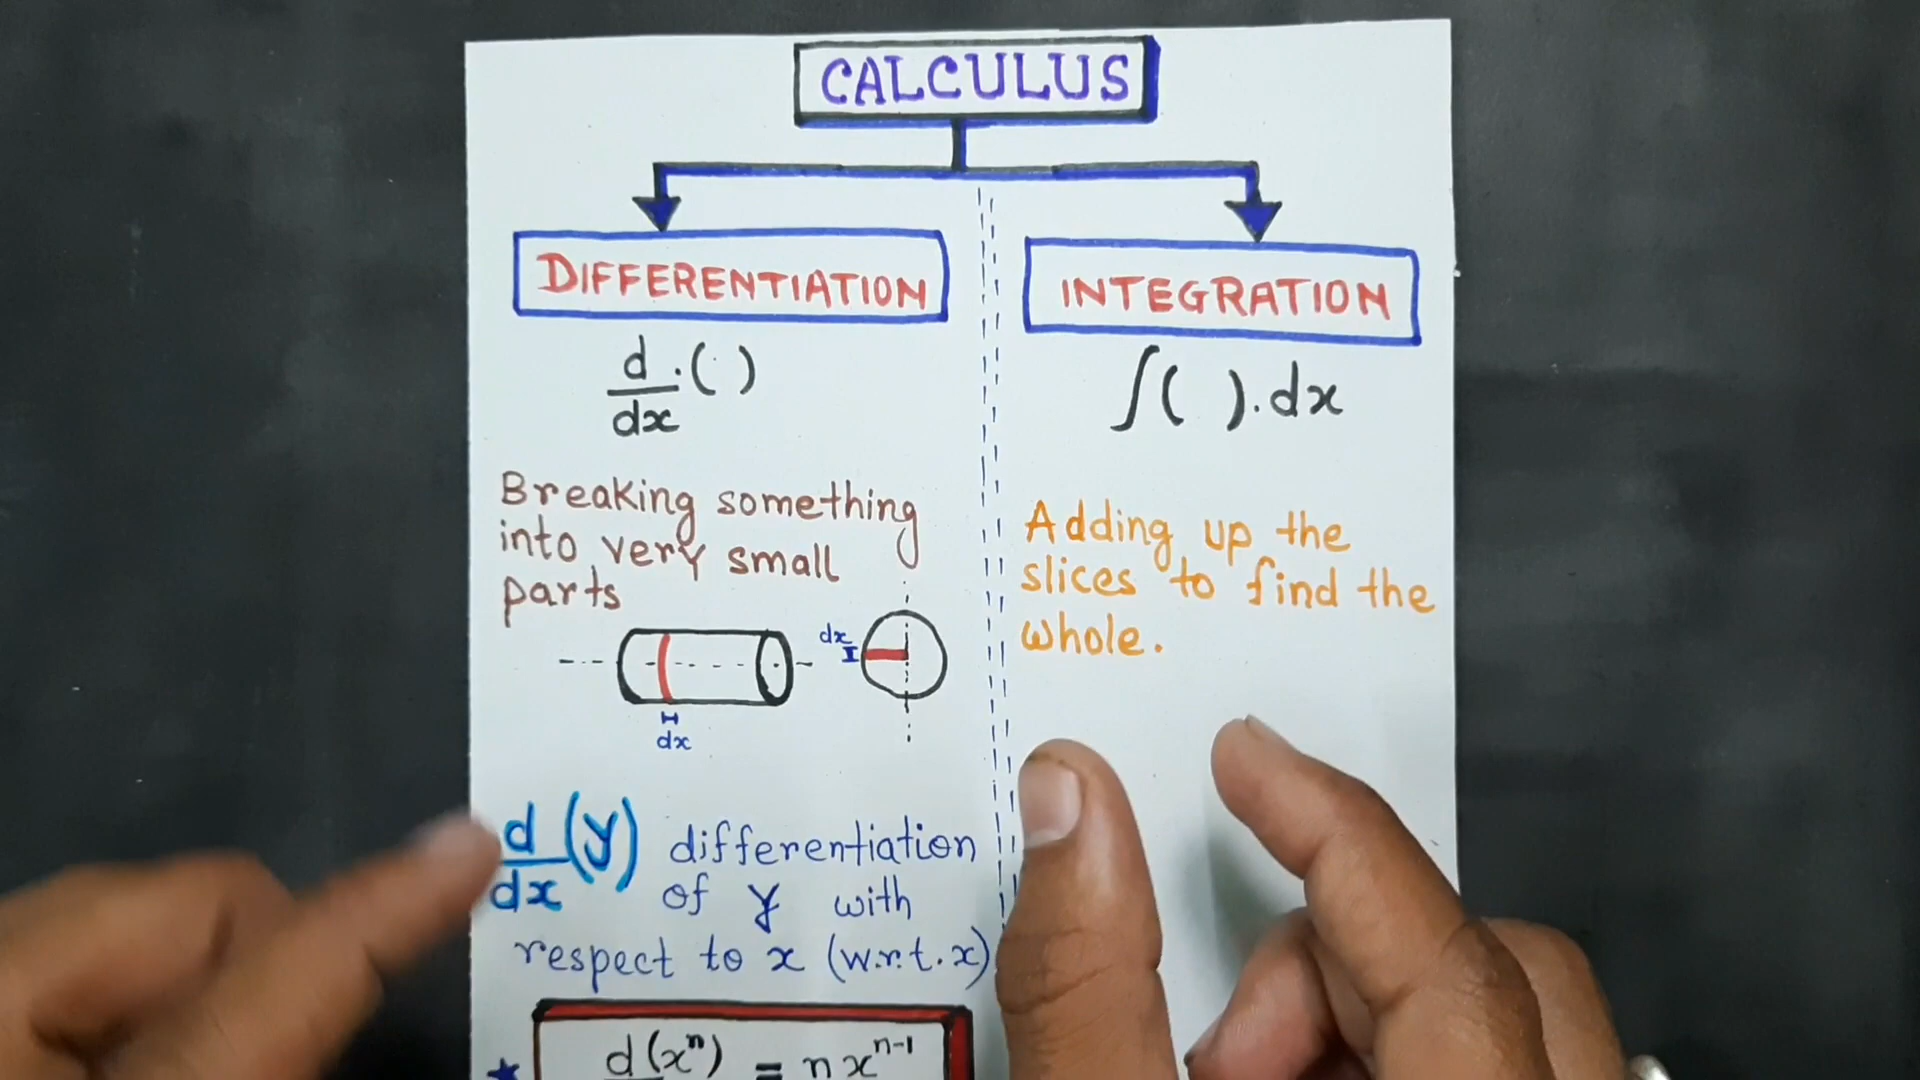 CALCULUS
DIFFERENTIATION
d/dx .( )
Breaking something
into very small
parts
dx
dx
d/dx (y) differentiation
of y with
respect to x (w.r.t. x)
★ d(xⁿ) = nxⁿ⁻¹
INTEGRATION
∫( ).dx
Adding up the
slices to find the
whole.